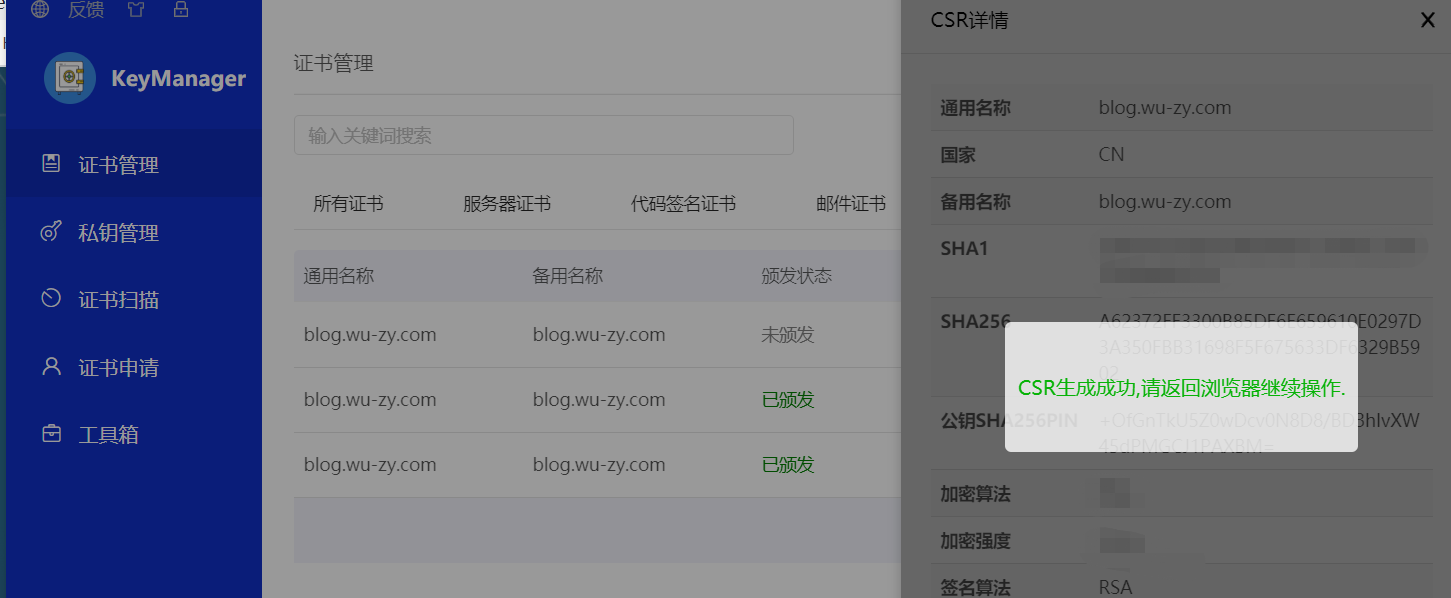 反馈
KeyManager
证书管理
私钥管理
证书扫描
证书申请
工具箱
证书管理
输入关键词搜索
所有证书 服务器证书 代码签名证书 邮件证书
通用名称 备用名称 颁发状态
blog.wu-zy.com blog.wu-zy.com 未颁发
blog.wu-zy.com blog.wu-zy.com 已颁发
blog.wu-zy.com blog.wu-zy.com 已颁发
CSR详情 X
通用名称 blog.wu-zy.com
国家 CN
备用名称 blog.wu-zy.com
SHA1
SHA256 A62372FF3300B85DF6E659610E0297D
3A350FBB31698F5F675633DF6329B59
02
CSR生成成功,请返回浏览器继续操作.
公钥SHA256PIN +OfGnTkU5Z0wDcv0N8D8/BD3hIvXW
45dPMGCJ1PAXBM=
加密算法
加密强度
签名算法 RSA